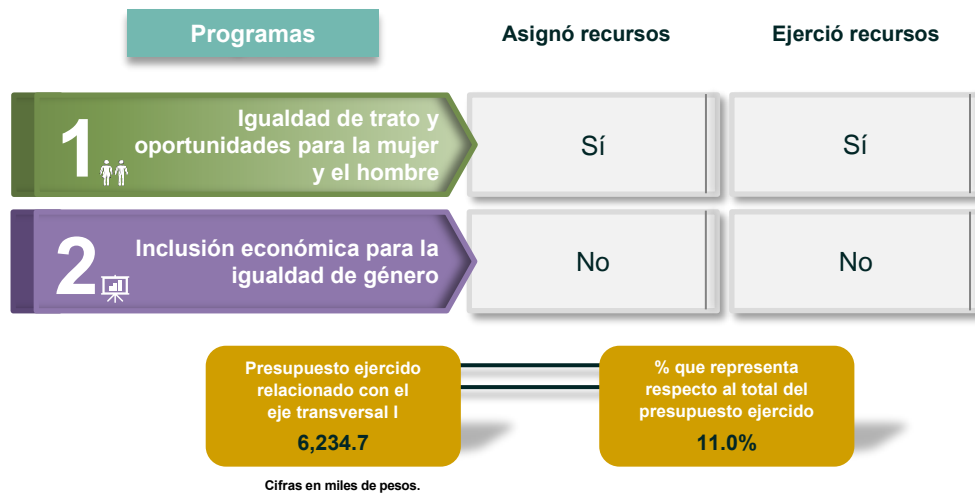 Programas
Asignó recursos
Ejerció recursos
1
Igualdad de trato y
oportunidades para la mujer
y el hombre
Sí
Sí
2
Inclusión económica para la
igualdad de género
No
No
Presupuesto ejercido
relacionado con el
eje transversal I
6,234.7
% que representa
respecto al total del
presupuesto ejercido
11.0%
Cifras en miles de pesos.